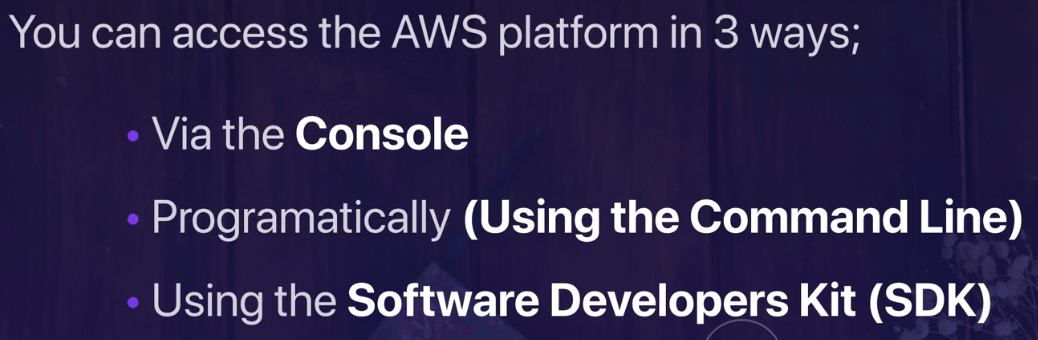 You can access the AWS platform in 3 ways;
• Via the Console
• Programatically (Using the Command Line)
• Using the Software Developers Kit (SDK)